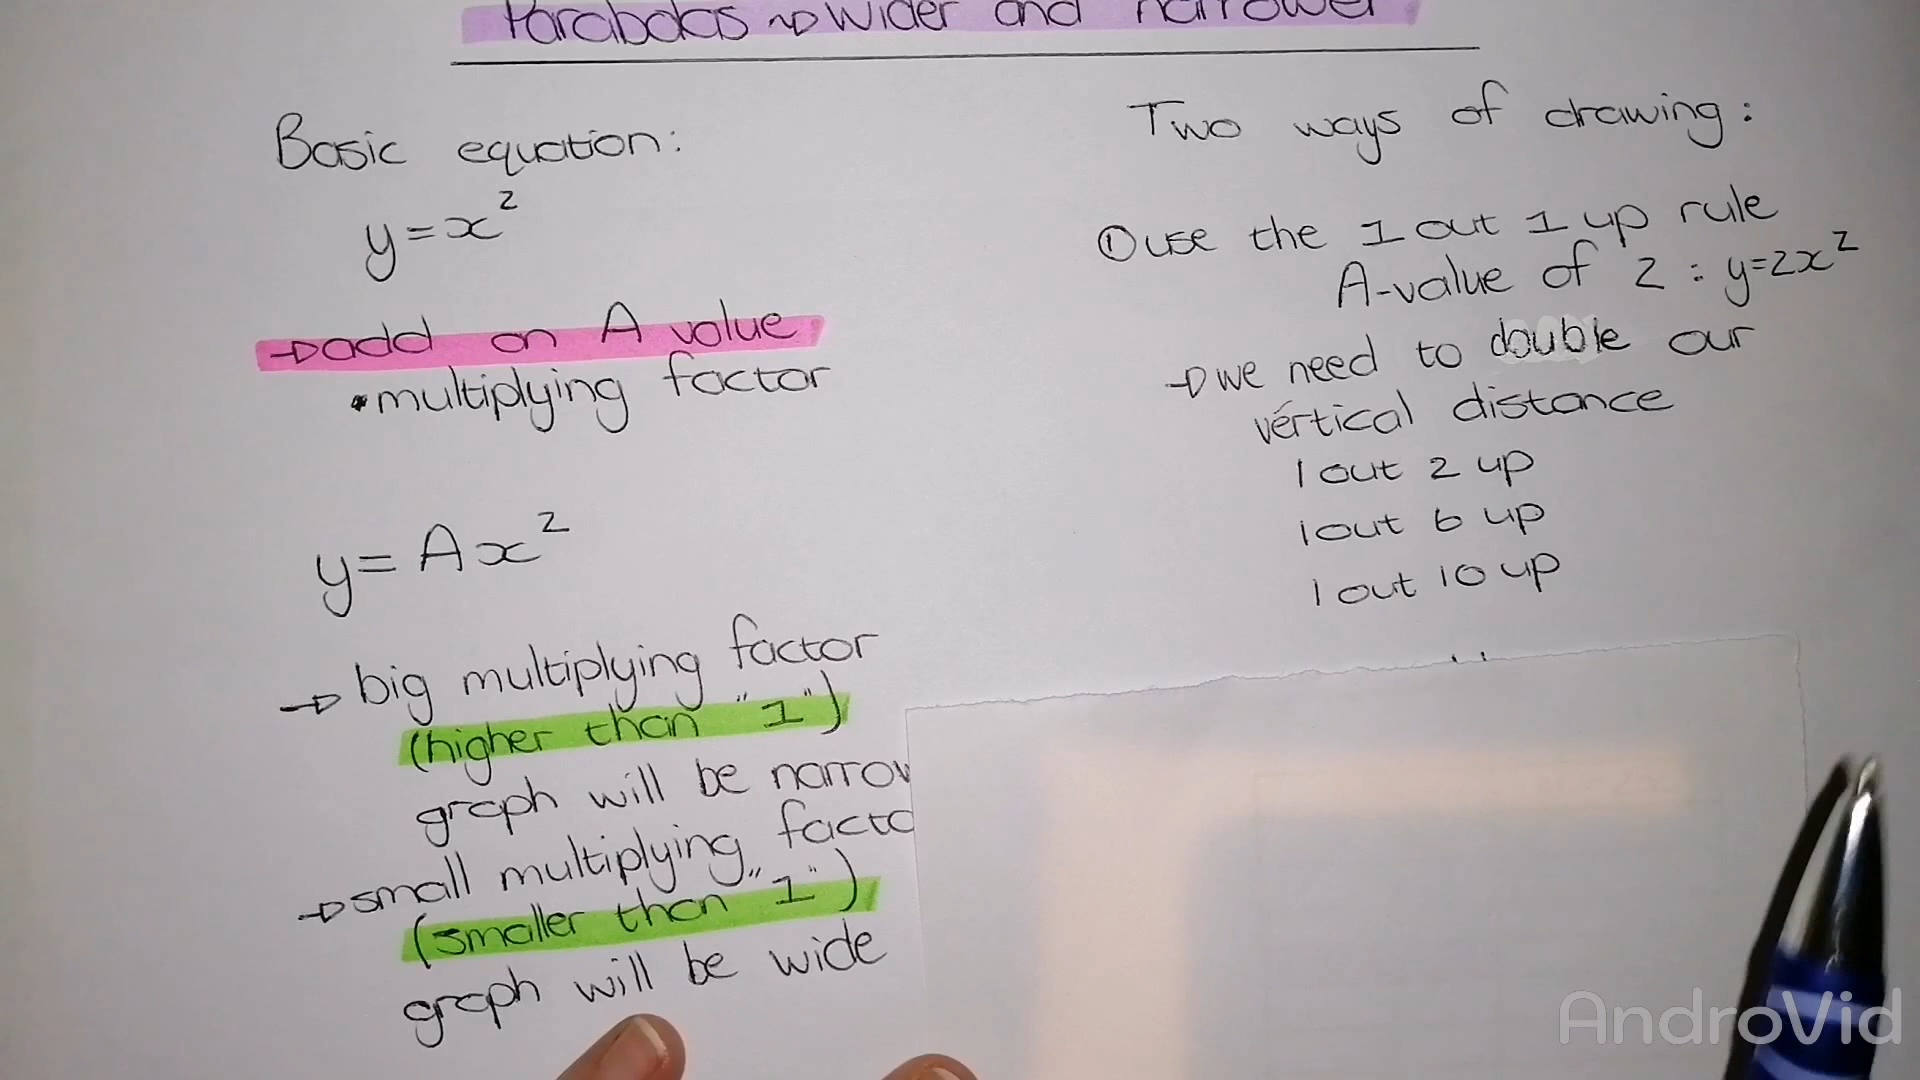 Parabolas → wider and narrower
Basic equation:
y=x²
→ add on A value
• multiplying factor
y=Ax²
→ big multiplying factor
(higher than "1")
graph will be narrow
→ small multiplying facto
(smaller than "1")
graph will be wide
Two ways of drawing:
① use the 1 out 1 up rule
A-value of 2 : y=2x²
→ we need to double our
vertical distance
1 out 2 up
1 out 6 up
1 out 10 up
AndroVid